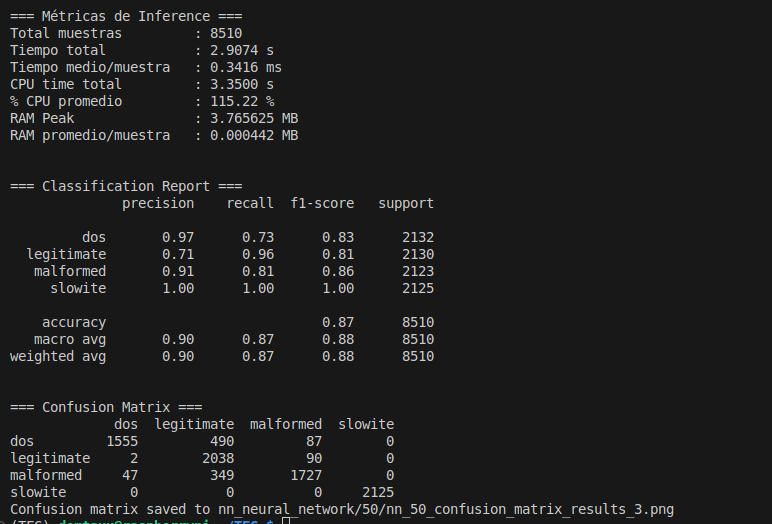 === Métricas de Inference ===
Total muestras         : 8510
Tiempo total           : 2.9074 s
Tiempo medio/muestra   : 0.3416 ms
CPU time total         : 3.3500 s
% CPU promedio         : 115.22 %
RAM Peak               : 3.765625 MB
RAM promedio/muestra   : 0.000442 MB
=== Classification Report ===
              precision    recall  f1-score   support
         dos       0.97      0.73      0.83      2132
  legitimate       0.71      0.96      0.81      2130
   malformed       0.91      0.81      0.86      2123
     slowite       1.00      1.00      1.00      2125
    accuracy                           0.87      8510
   macro avg       0.90      0.87      0.88      8510
weighted avg       0.90      0.87      0.88      8510
=== Confusion Matrix ===
             dos  legitimate  malformed  slowite
dos         1555         490         87        0
legitimate     2        2038         90        0
malformed     47         349       1727        0
slowite        0           0          0     2125
Confusion matrix saved to nn_neural_network/50/nn_50_confusion_matrix_results_3.png